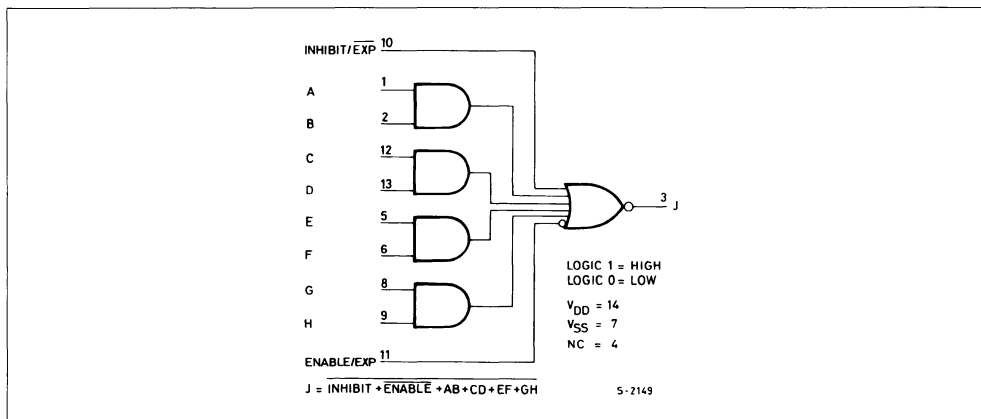 INHIBIT/EXP 10
A 1
B 2
C 12
D 13
E 5
F 6
G 8
H 9
ENABLE/EXP 11
3 J
LOGIC 1 = HIGH
LOGIC 0 = LOW
VDD = 14
VSS = 7
NC = 4
J = INHIBIT + ENABLE + AB + CD + EF + GH
S-2149